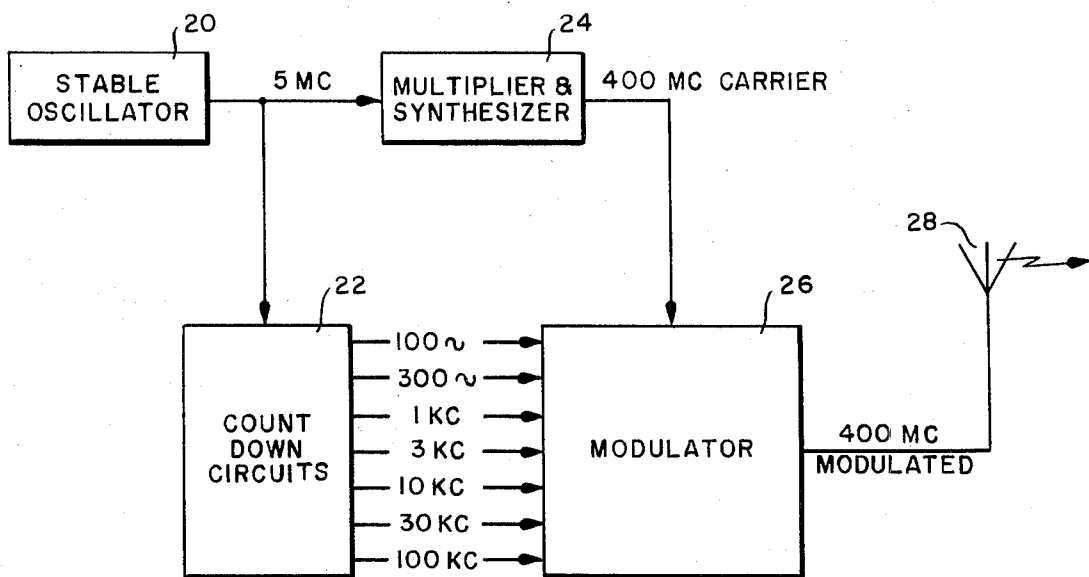 20
24
STABLE
OSCILLATOR
5 MC
MULTIPLIER &
SYNTHESIZER
400 MC CARRIER
28
22
26
100 ~
300 ~
1 KC
3 KC
10 KC
30 KC
100 KC
COUNT
DOWN
CIRCUITS
MODULATOR
400 MC
MODULATED